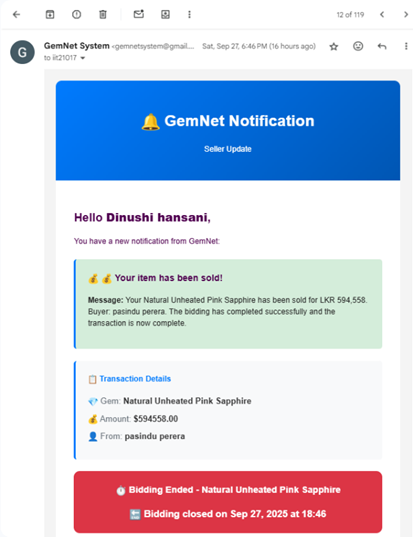 12 of 119
G
GemNet System <gemnetsystem@gmail.... Sat, Sep 27, 6:46 PM (16 hours ago)
to iit21017
🔔 GemNet Notification
Seller Update
Hello Dinushi hansani,
You have a new notification from GemNet:
💰 💰 Your item has been sold!
Message: Your Natural Unheated Pink Sapphire has been sold for LKR 594,558.
Buyer: pasindu perera. The bidding has completed successfully and the
transaction is now complete.
📋 Transaction Details
💎 Gem: Natural Unheated Pink Sapphire
💰 Amount: $594558.00
👤 From: pasindu perera
⏱️ Bidding Ended - Natural Unheated Pink Sapphire
🔚 Bidding closed on Sep 27, 2025 at 18:46